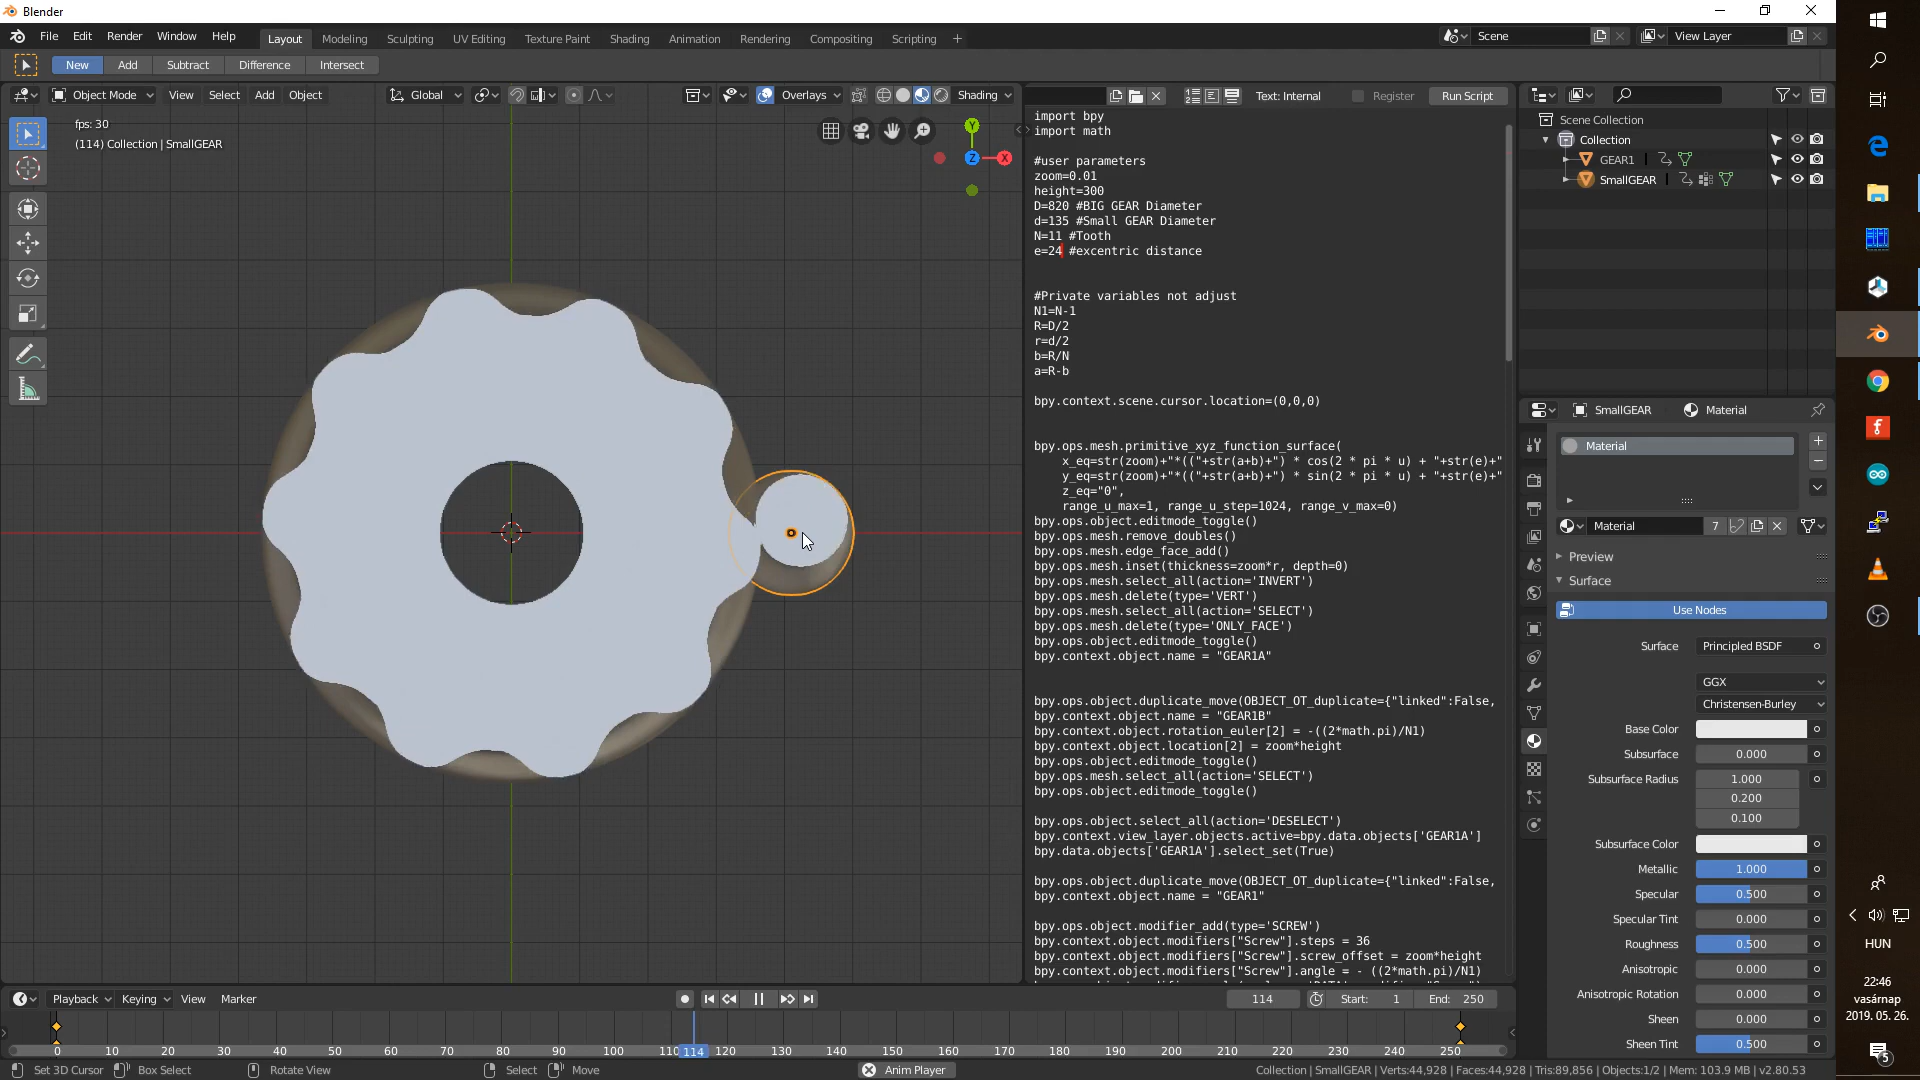 Blender
File Edit Render Window Help
Layout Modeling Sculpting UV Editing Texture Paint Shading Animation Rendering Compositing Scripting +
Scene
View Layer
New Add Subtract Difference Intersect
Object Mode View Select Add Object
Global
Overlays
Shading
Text: Internal
Register
Run Script
fps: 30
(114) Collection | SmallGEAR
Y
Z
X
import bpy
import math
#user parameters
zoom=0.01
height=300
D=820 #BIG GEAR Diameter
d=135 #Small GEAR Diameter
N=11 #Tooth
e=24 #excentric distance
#Private variables not adjust
N1=N-1
R=D/2
r=d/2
b=R/N
a=R-b
bpy.context.scene.cursor.location=(0,0,0)
bpy.ops.mesh.primitive_xyz_function_surface(
x_eq=str(zoom)+"*(("+str(a+b)+") * cos(2 * pi * u) + "+str(e)+"
y_eq=str(zoom)+"*(("+str(a+b)+") * sin(2 * pi * u) + "+str(e)+"
z_eq="0",
range_u_max=1, range_u_step=1024, range_v_max=0)
bpy.ops.object.editmode_toggle()
bpy.ops.mesh.remove_doubles()
bpy.ops.mesh.edge_face_add()
bpy.ops.mesh.inset(thickness=zoom*r, depth=0)
bpy.ops.mesh.select_all(action='INVERT')
bpy.ops.mesh.delete(type='VERT')
bpy.ops.mesh.select_all(action='SELECT')
bpy.ops.mesh.delete(type='ONLY_FACE')
bpy.ops.object.editmode_toggle()
bpy.context.object.name = "GEAR1A"
bpy.ops.object.duplicate_move(OBJECT_OT_duplicate={"linked":False,
bpy.context.object.name = "GEAR1B"
bpy.context.object.rotation_euler[2] = -((2*math.pi)/N1)
bpy.context.object.location[2] = zoom*height
bpy.ops.object.editmode_toggle()
bpy.ops.mesh.select_all(action='SELECT')
bpy.ops.object.editmode_toggle()
bpy.ops.object.select_all(action='DESELECT')
bpy.context.view_layer.objects.active=bpy.data.objects['GEAR1A']
bpy.data.objects['GEAR1A'].select_set(True)
bpy.ops.object.duplicate_move(OBJECT_OT_duplicate={"linked":False,
bpy.context.object.name = "GEAR1"
bpy.ops.object.modifier_add(type='SCREW')
bpy.context.object.modifiers["Screw"].steps = 36
bpy.context.object.modifiers["Screw"].screw_offset = zoom*height
bpy.context.object.modifiers["Screw"].angle = - ((2*math.pi)/N1)
Scene Collection
Collection
GEAR1
SmallGEAR
SmallGEAR Material
Material
Material 7
Preview
Surface
Use Nodes
Surface Principled BSDF
GGX
Christensen-Burley
Base Color
Subsurface 0.000
Subsurface Radius 1.000
0.200
0.100
Subsurface Color
Metallic 1.000
Specular 0.500
Specular Tint 0.000
Roughness 0.500
Anisotropic 0.000
Anisotropic Rotation 0.000
Sheen 0.000
Sheen Tint 0.500
Playback Keying View Marker
114
Start: 1 End: 250
0 10 20 30 40 50 60 70 80 90 100 110 114 120 130 140 150 160 170 180 190 200 210 220 230 240 250
Set 3D Cursor Box Select Rotate View Select Move Anim Player
Collection | SmallGEAR | Verts:44,928 | Faces:44,928 | Tris:89,856 | Objects:1/2 | Mem: 103.9 MB | v2.80.53
HUN
22:46
vasárnap
2019. 05. 26.
5